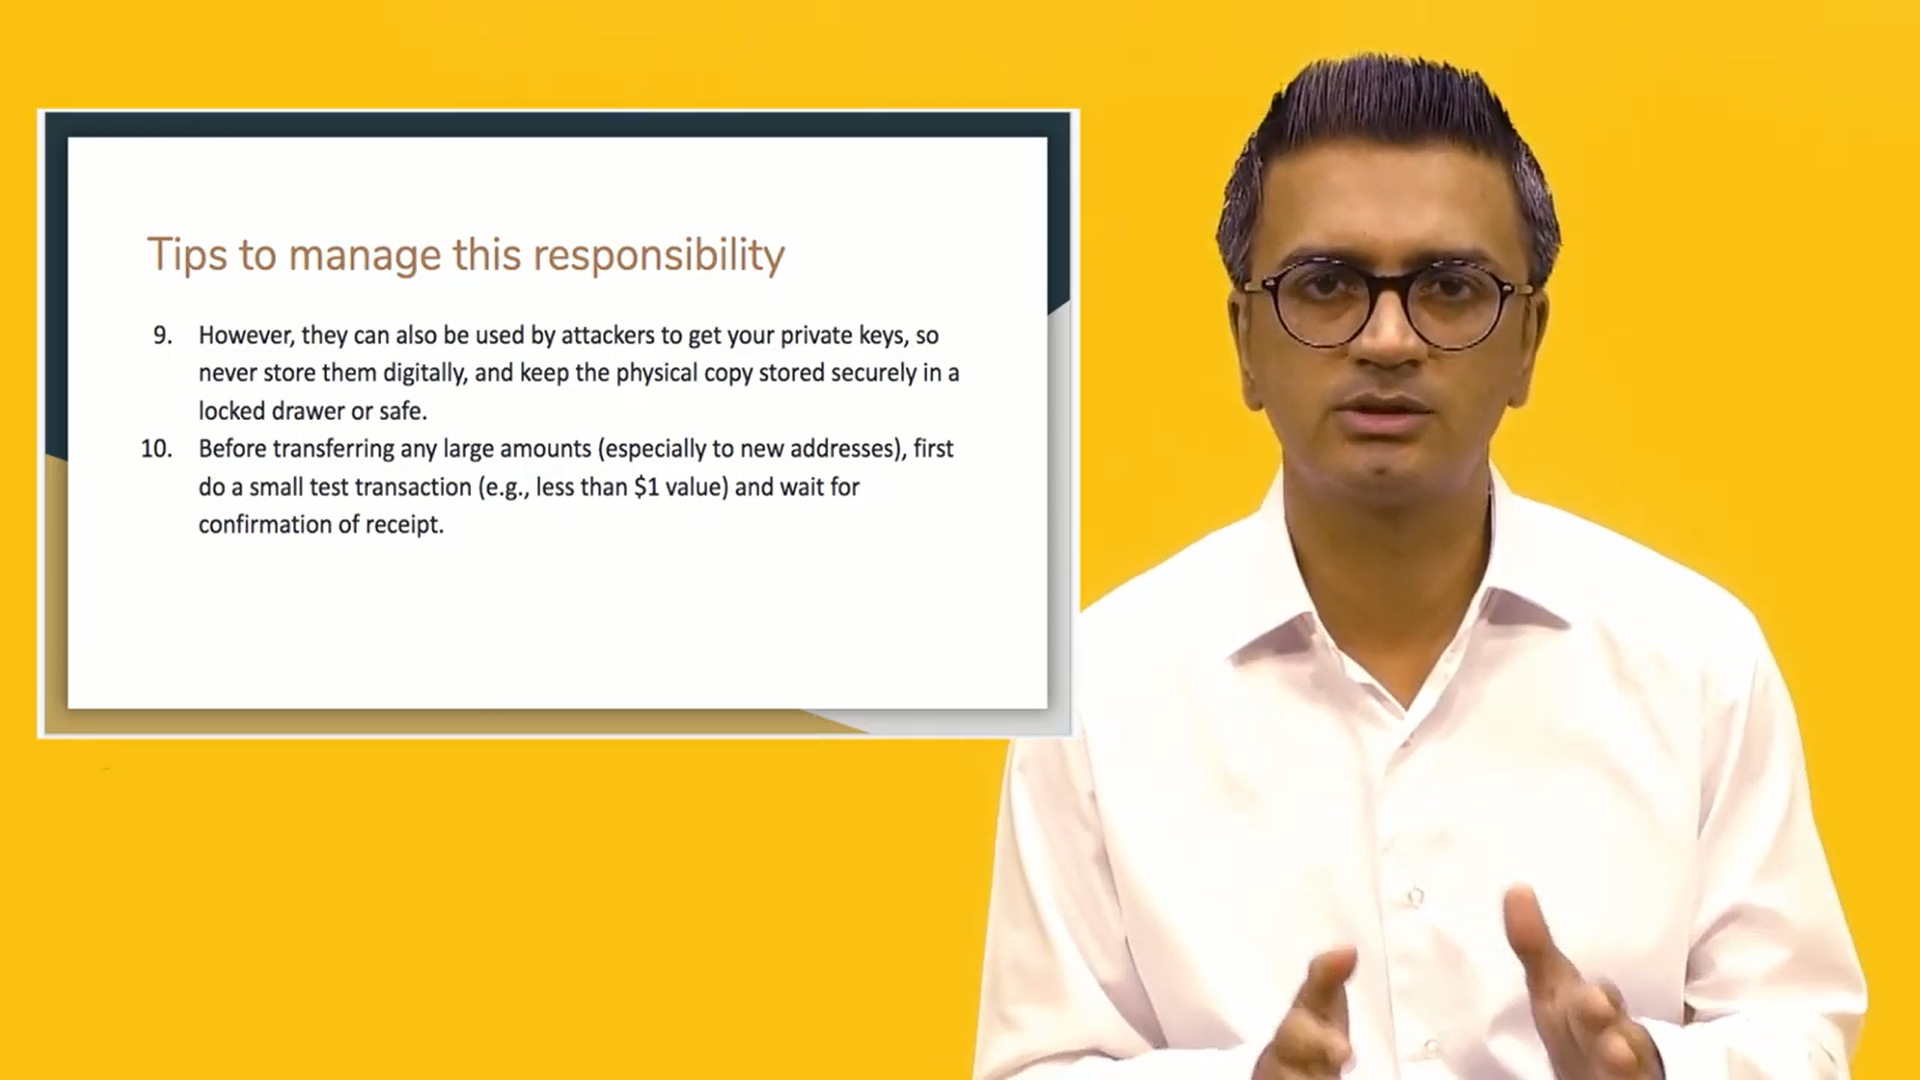 Tips to manage this responsibility
9. However, they can also be used by attackers to get your private keys, so
never store them digitally, and keep the physical copy stored securely in a
locked drawer or safe.
10. Before transferring any large amounts (especially to new addresses), first
do a small test transaction (e.g., less than $1 value) and wait for
confirmation of receipt.